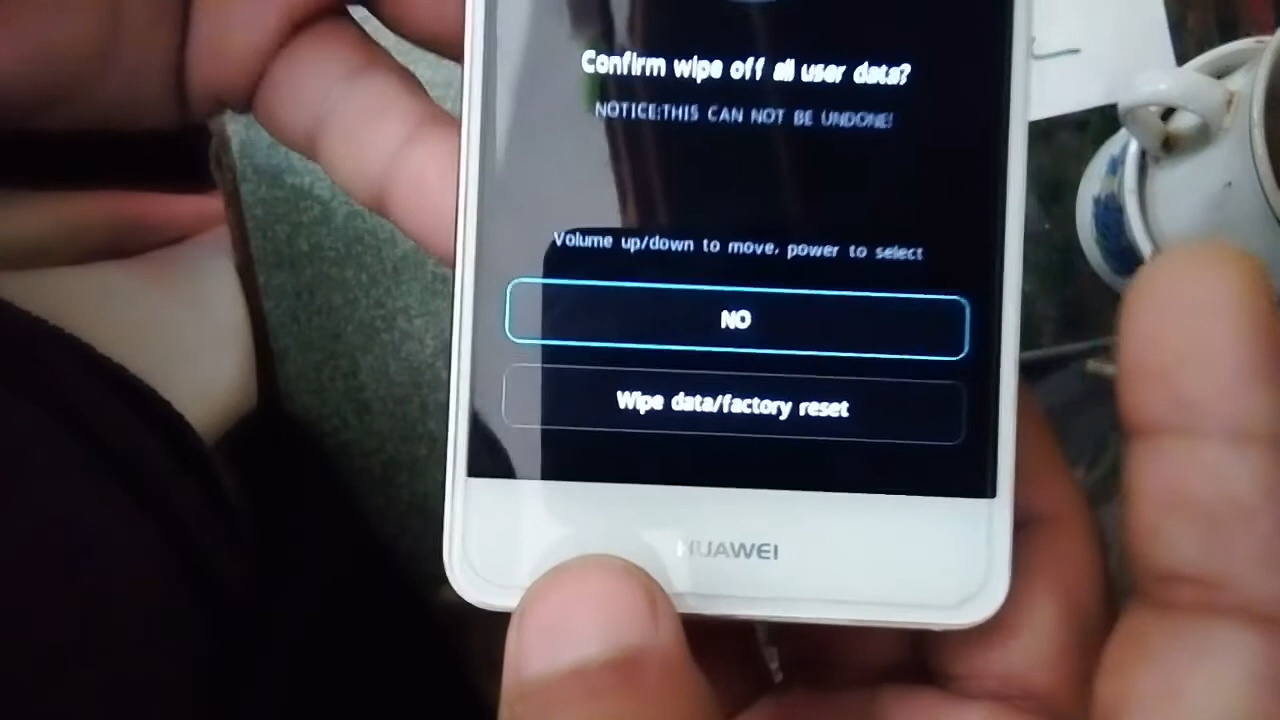 Confirm wipe off all user data?
NOTICE:THIS CAN NOT BE UNDONE!
Volume up/down to move, power to select
NO
Wipe data/factory reset
HUAWEI